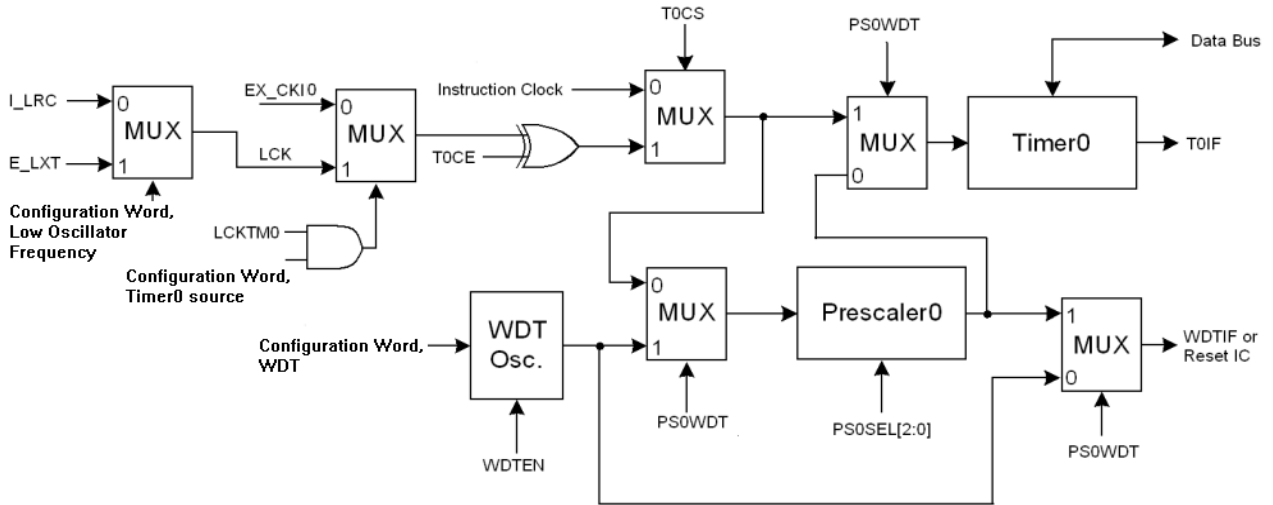 T0CS
PS0WDT
Data Bus
I_LRC
0
MUX
E_LXT
1
LCK
EX_CKI0
0
MUX
1
T0CE
Instruction Clock
0
MUX
1
1
MUX
0
Timer0
T0IF
Configuration Word,
Low Oscillator
Frequency
LCKTM0
Configuration Word,
Timer0 source
Configuration Word,
WDT
WDT
Osc.
WDTEN
0
MUX
1
PS0WDT
Prescaler0
PS0SEL[2:0]
1
MUX
0
PS0WDT
WDTIF or
Reset IC